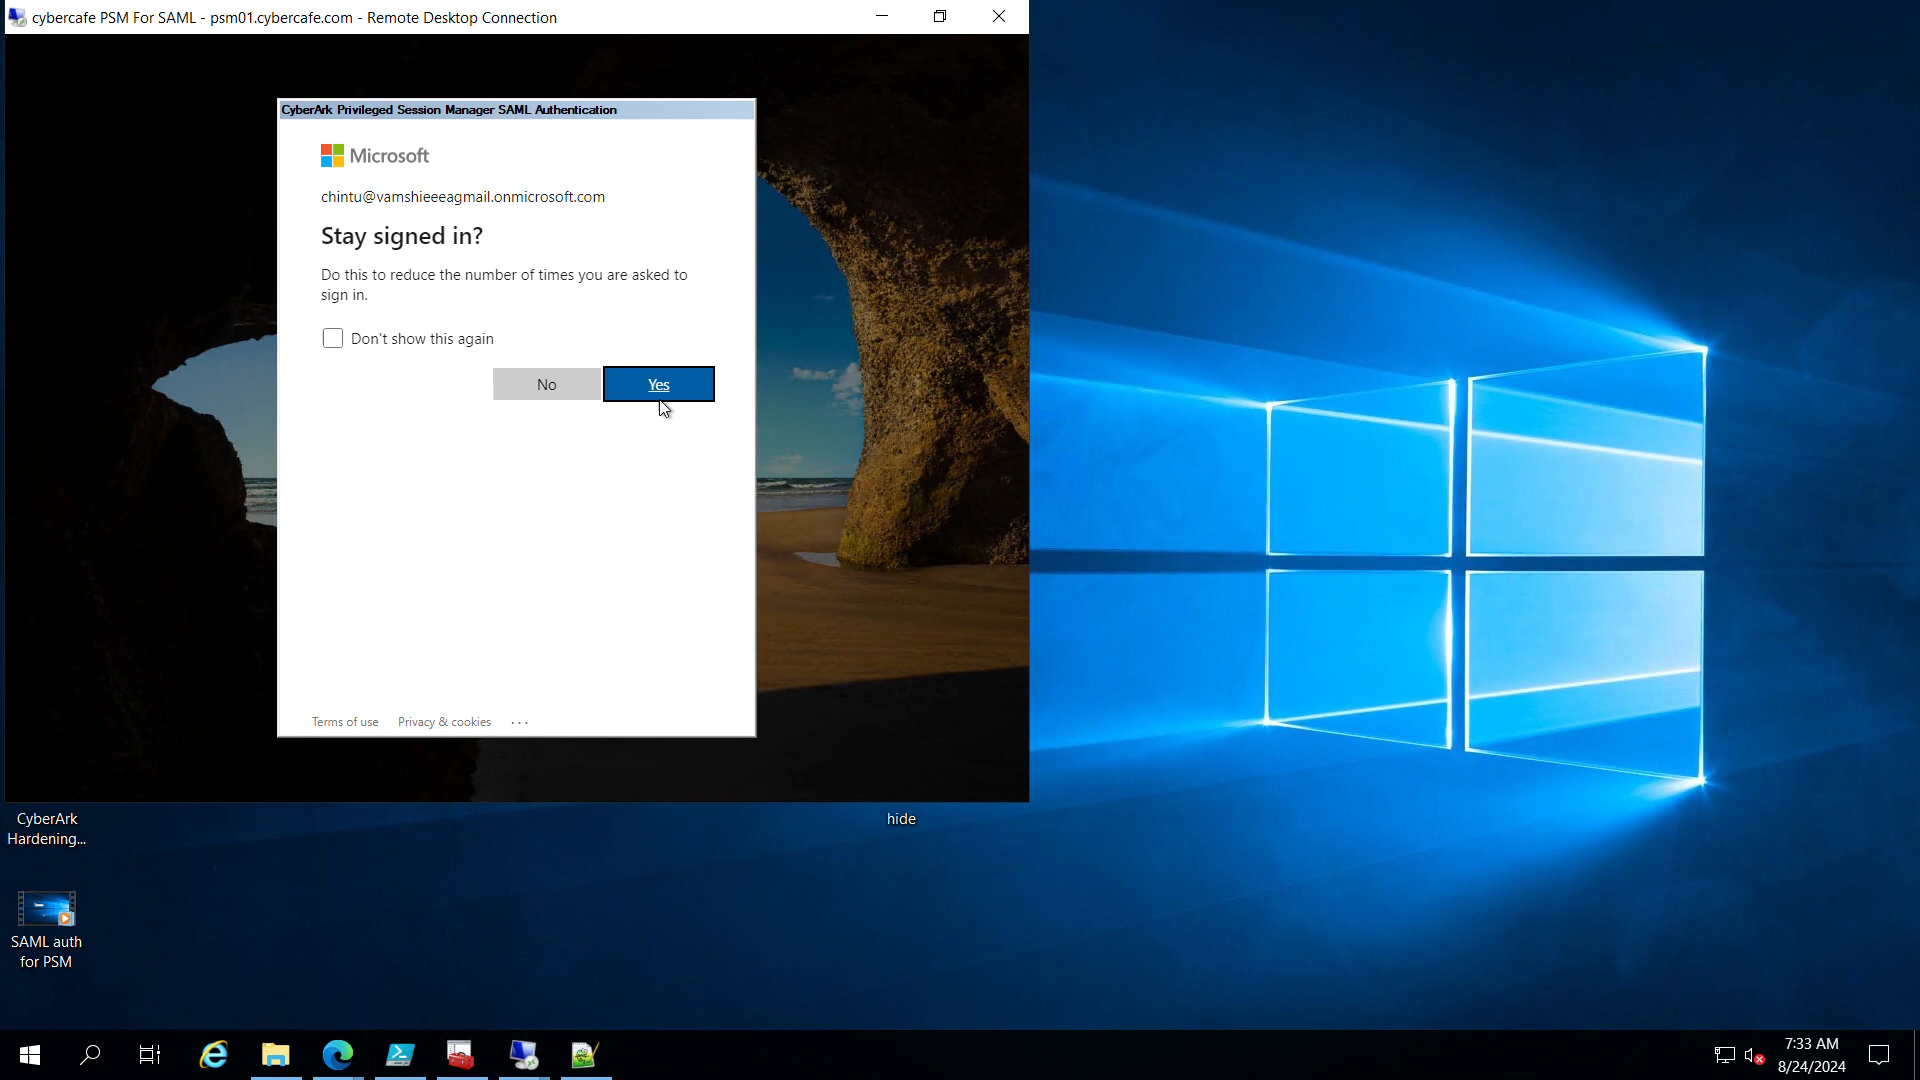 cybercafe PSM For SAML - psm01.cybercafe.com - Remote Desktop Connection
CyberArk Privileged Session Manager SAML Authentication
Microsoft
chintu@vamshieeeagmail.onmicrosoft.com
Stay signed in?
Do this to reduce the number of times you are asked to
sign in.
Don't show this again
No
Yes
Terms of use
Privacy & cookies
...
CyberArk
Hardening...
hide
SAML auth
for PSM
7:33 AM
8/24/2024